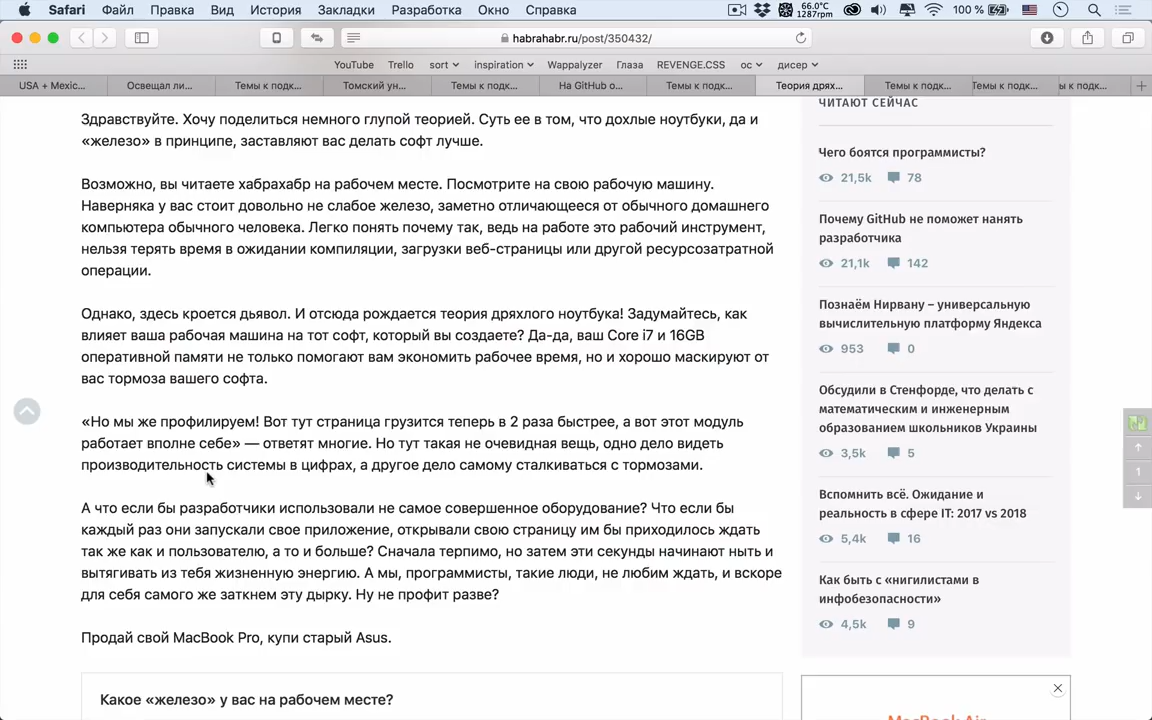 Safari Файл Правка Вид История Закладки Разработка Окно Справка
66.0°C
1287rpm
100 %
habrahabr.ru/post/350432/
YouTube Trello sort inspiration Wappalyzer Глаза REVENGE.CSS ос дисер
USA + Mexic... Освещал ли... Темы к подк... Томский ун... Темы к подк... На GitHub о... Темы к подк... Теория дрях... Темы к подк... Темы к подк... ы к подк...
Здравствуйте. Хочу поделиться немного глупой теорией. Суть ее в том, что дохлые ноутбуки, да и
«железо» в принципе, заставляют вас делать софт лучше.
Возможно, вы читаете хабрахабр на рабочем месте. Посмотрите на свою рабочую машину.
Наверняка у вас стоит довольно не слабое железо, заметно отличающееся от обычного домашнего
компьютера обычного человека. Легко понять почему так, ведь на работе это рабочий инструмент,
нельзя терять время в ожидании компиляции, загрузки веб-страницы или другой ресурсозатратной
операции.
Однако, здесь кроется дьявол. И отсюда рождается теория дряхлого ноутбука! Задумайтесь, как
влияет ваша рабочая машина на тот софт, который вы создаете? Да-да, ваш Core i7 и 16GB
оперативной памяти не только помогают вам экономить рабочее время, но и хорошо маскируют от
вас тормоза вашего софта.
«Но мы же профилируем! Вот тут страница грузится теперь в 2 раза быстрее, а вот этот модуль
работает вполне себе» — ответят многие. Но тут такая не очевидная вещь, одно дело видеть
производительность системы в цифрах, а другое дело самому сталкиваться с тормозами.
А что если бы разработчики использовали не самое совершенное оборудование? Что если бы
каждый раз они запускали свое приложение, открывали свою страницу им бы приходилось ждать
так же как и пользователю, а то и больше? Сначала терпимо, но затем эти секунды начинают ныть и
вытягивать из тебя жизненную энергию. А мы, программисты, такие люди, не любим ждать, и вскоре
для себя самого же заткнем эту дырку. Ну не профит разве?
Продай свой MacBook Pro, купи старый Asus.
Какое «железо» у вас на рабочем месте?
ЧИТАЮТ СЕЙЧАС
Чего боятся программисты?
21,5k 78
Почему GitHub не поможет нанять
разработчика
21,1k 142
Познаём Нирвану – универсальную
вычислительную платформу Яндекса
953 0
Обсудили в Стенфорде, что делать с
математическим и инженерным
образованием школьников Украины
3,5k 5
Вспомнить всё. Ожидание и
реальность в сфере IT: 2017 vs 2018
5,4k 16
Как быть с «нигилистами в
инфобезопасности»
4,5k 9
MacBook Air
1